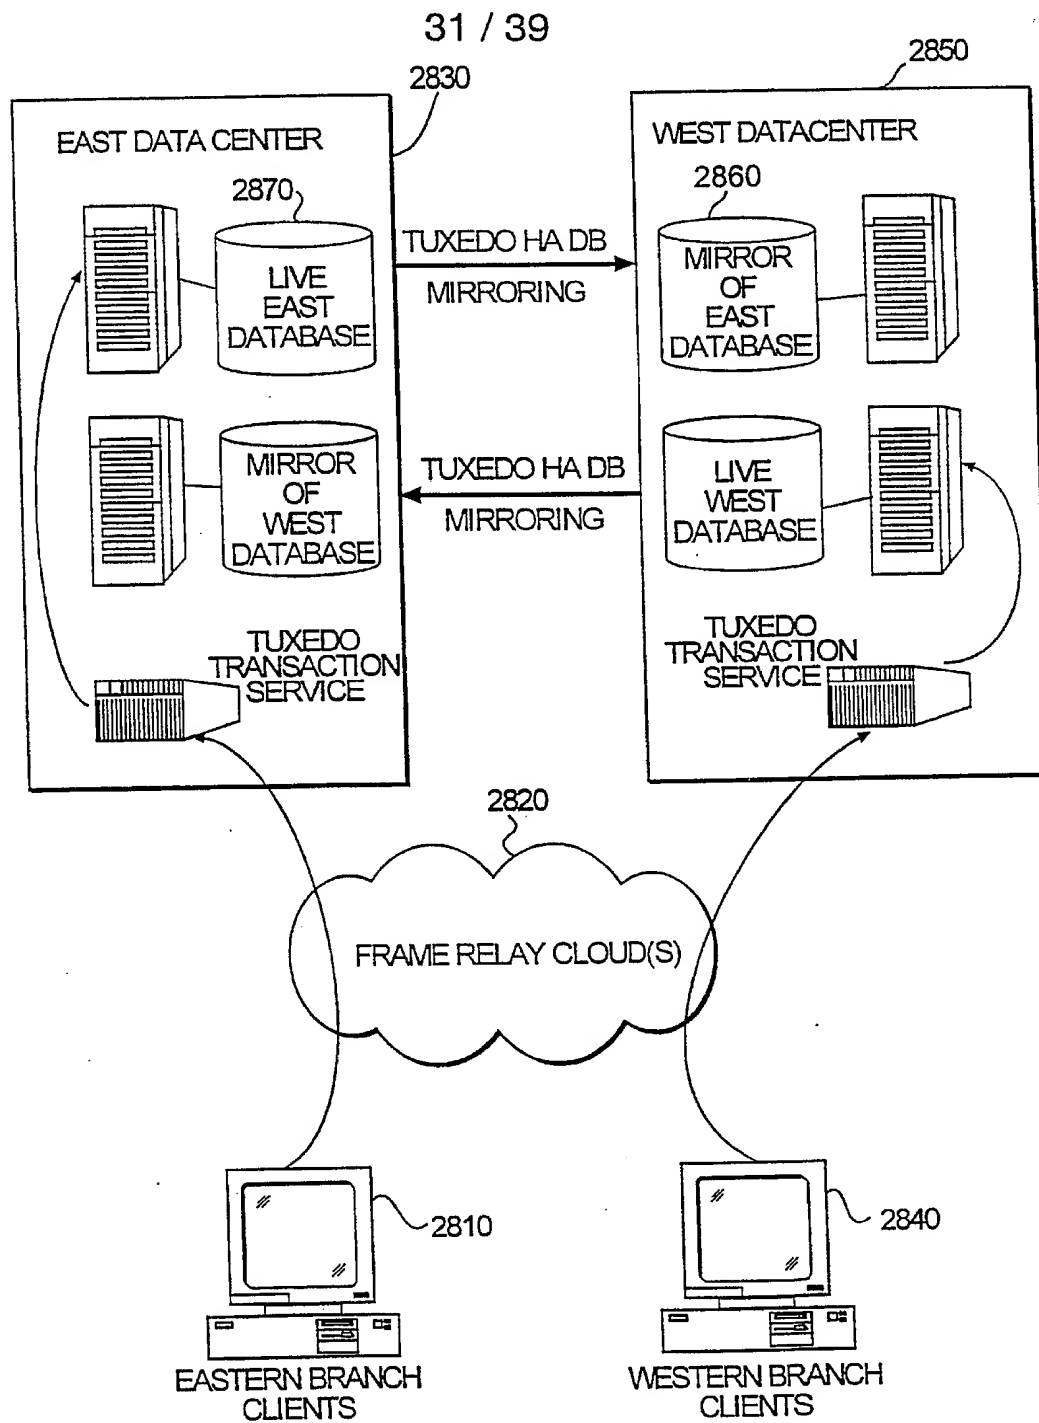 31 / 39
2830
2850
EAST DATA CENTER
WEST DATACENTER
2870
2860
LIVE
EAST
DATABASE
TUXEDO HA DB
MIRRORING
MIRROR
OF
EAST
DATABASE
MIRROR
OF
WEST
DATABASE
TUXEDO HA DB
MIRRORING
LIVE
WEST
DATABASE
TUXEDO
TRANSACTION
SERVICE
TUXEDO
TRANSACTION
SERVICE
2820
FRAME RELAY CLOUD(S)
2810
2840
EASTERN BRANCH
CLIENTS
WESTERN BRANCH
CLIENTS